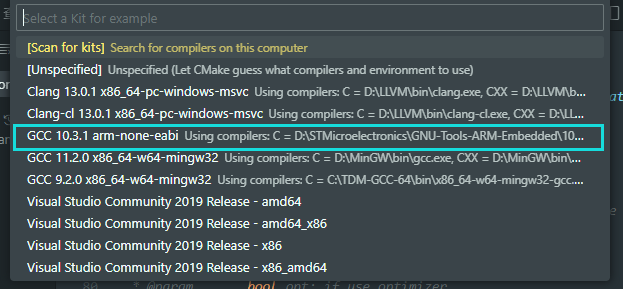 Select a Kit for example
[Scan for kits] Search for compilers on this computer
[Unspecified] Unspecified (Let CMake guess what compilers and environment to use)
Clang 13.0.1 x86_64-pc-windows-msvc Using compilers: C = D:\LLVM\bin\clang.exe, CXX = D:\LLVM\b...
Clang-cl 13.0.1 x86_64-pc-windows-msvc Using compilers: C = D:\LLVM\bin\clang-cl.exe, CXX = D:\LL...
GCC 10.3.1 arm-none-eabi Using compilers: C = D:\STMicroelectronics\GNU-Tools-ARM-Embedded\10...
GCC 11.2.0 x86_64-w64-mingw32 Using compilers: C = D:\MinGW\bin\gcc.exe, CXX = D:\MinGW\bin\...
GCC 9.2.0 x86_64-w64-mingw32 Using compilers: C = C:\TDM-GCC-64\bin\x86_64-w64-mingw32-gcc....
Visual Studio Community 2019 Release - amd64
Visual Studio Community 2019 Release - amd64_x86
Visual Studio Community 2019 Release - x86
Visual Studio Community 2019 Release - x86_amd64
80. * @param bool opt: if use optimizer